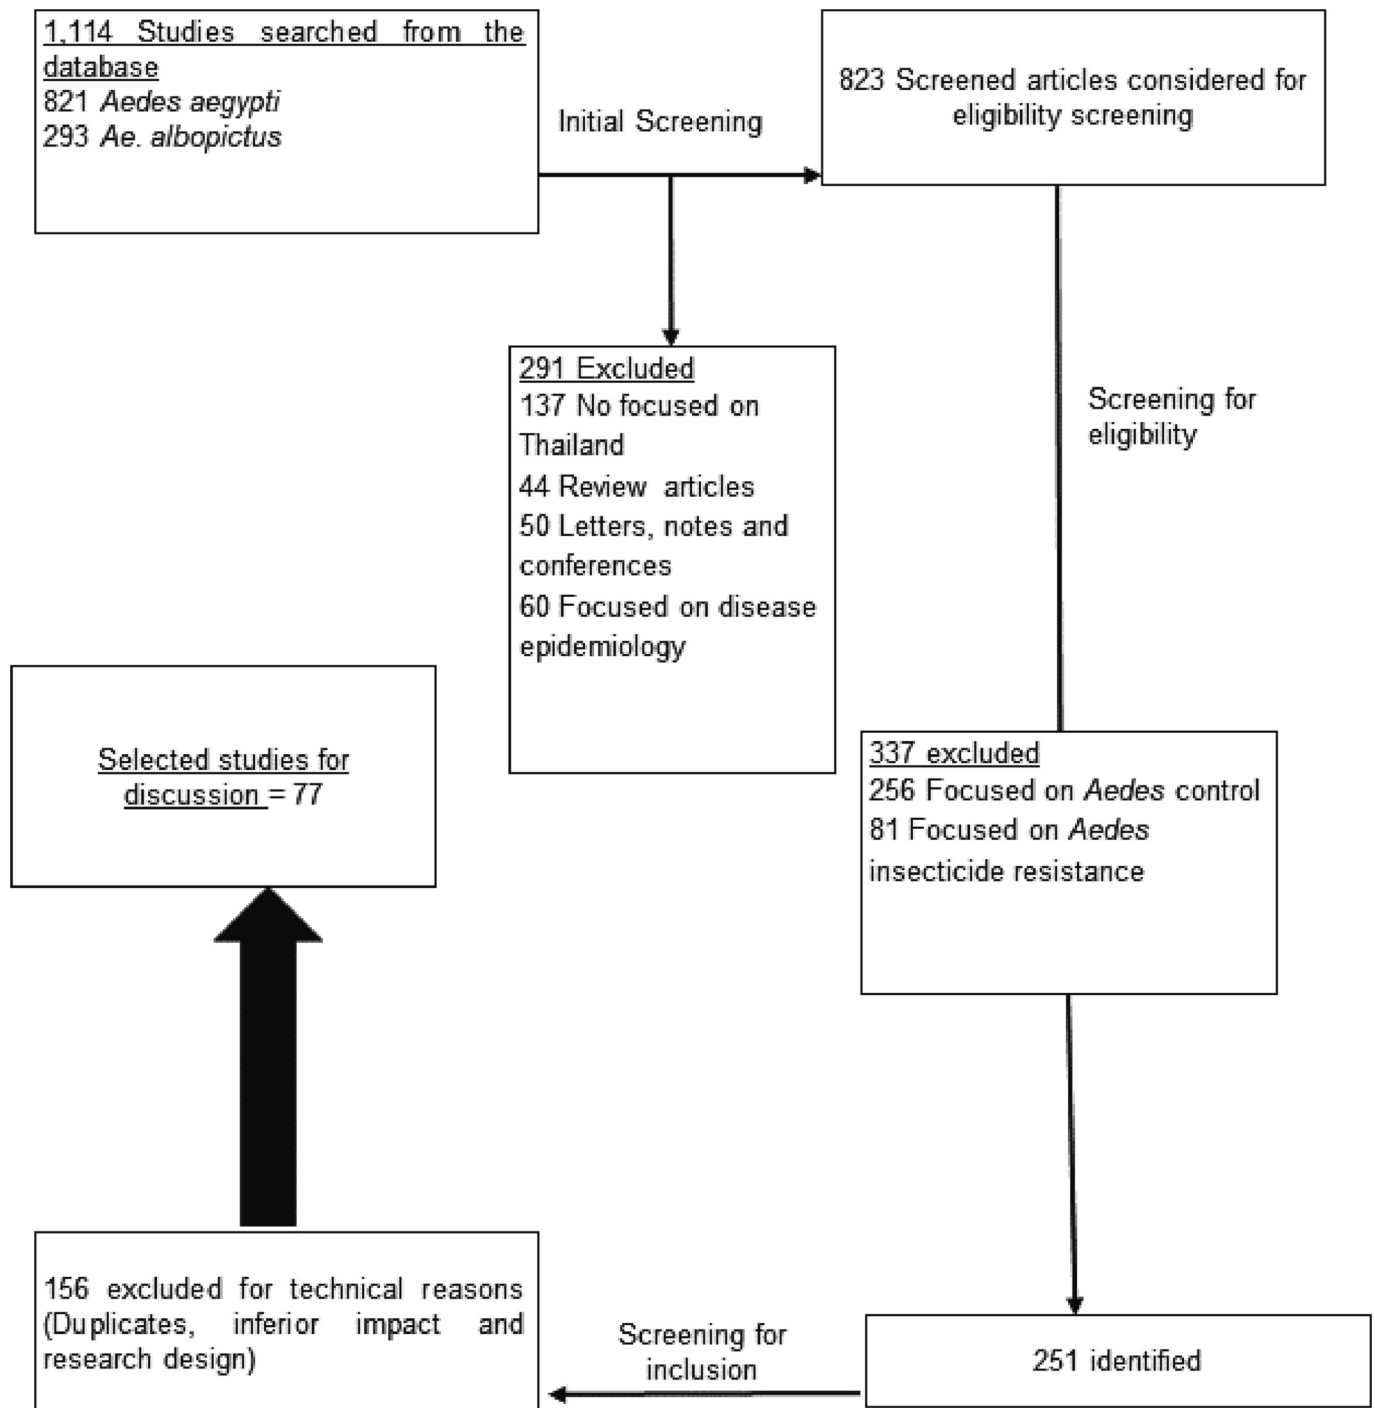 1,114 Studies searched from the
database
821 Aedes aegypti
293 Ae. albopictus
Initial Screening
823 Screened articles considered for
eligibility screening
291 Excluded
137 No focused on
Thailand
44 Review articles
50 Letters, notes and
conferences
60 Focused on disease
epidemiology
Screening for
eligibility
337 excluded
256 Focused on Aedes control
81 Focused on Aedes
insecticide resistance
251 identified
Screening for
inclusion
156 excluded for technical reasons
(Duplicates, inferior impact and
research design)
Selected studies for
discussion = 77